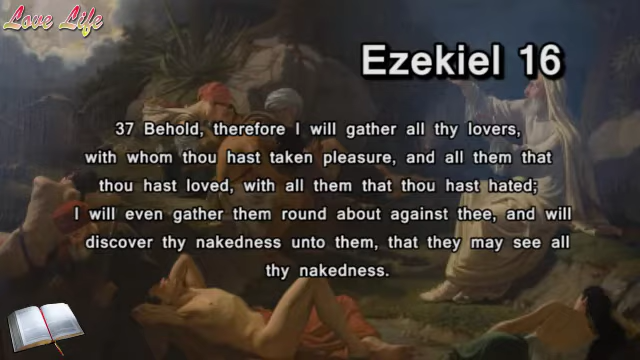 Love Life
Ezekiel 16
37 Behold, therefore I will gather all thy lovers,
with whom thou hast taken pleasure, and all them that
thou hast loved, with all them that thou hast hated;
I will even gather them round about against thee, and will
discover thy nakedness unto them, that they may see all
thy nakedness.